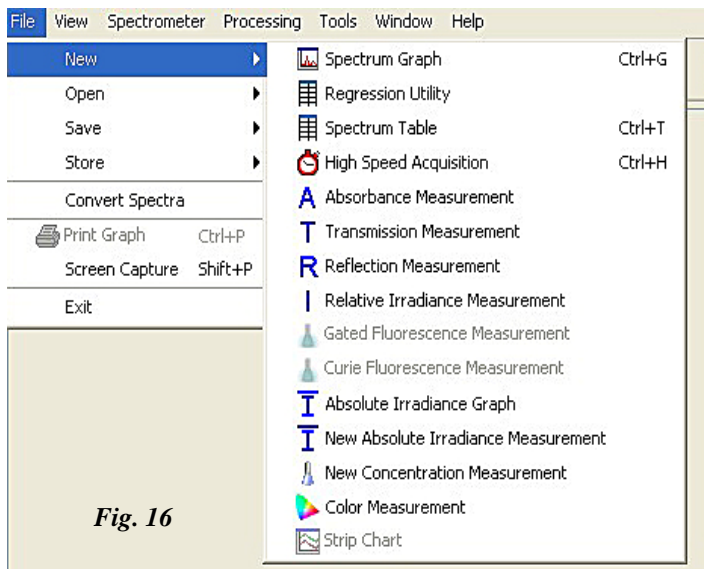 File View Spectrometer Processing Tools Window Help
New
Open
Save
Store
Convert Spectra
Print Graph Ctrl+P
Screen Capture Shift+P
Exit
Spectrum Graph Ctrl+G
Regression Utility
Spectrum Table Ctrl+T
High Speed Acquisition Ctrl+H
A Absorbance Measurement
T Transmission Measurement
R Reflection Measurement
I Relative Irradiance Measurement
Gated Fluorescence Measurement
Curie Fluorescence Measurement
I Absolute Irradiance Graph
I New Absolute Irradiance Measurement
New Concentration Measurement
Color Measurement
Strip Chart
Fig. 16